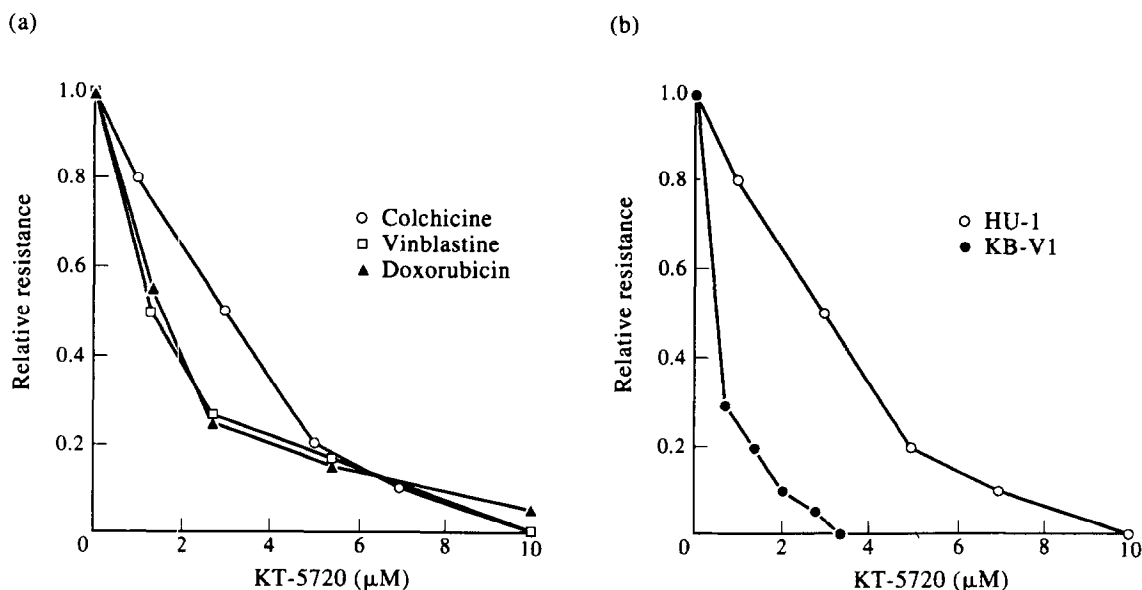 (a)
Relative resistance
1.0
0.8
0.6
0.4
0.2
0 2 4 6 8 10
KT-5720 (μM)
Colchicine
Vinblastine
Doxorubicin
(b)
Relative resistance
1.0
0.8
0.6
0.4
0.2
0 2 4 6 8 10
KT-5720 (μM)
HU-1
KB-V1